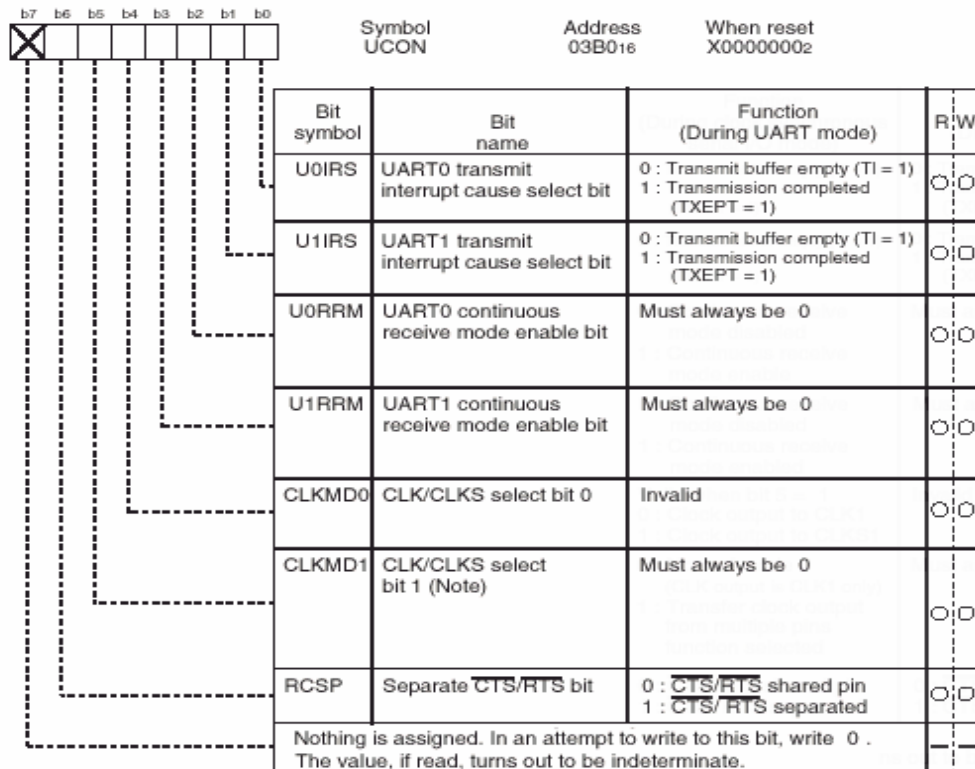 b7 b6 b5 b4 b3 b2 b1 b0
Symbol Address When reset
UCON 03B016 X00000002
Bit symbol Bit name Function (During UART mode) R W
U0IRS UART0 transmit interrupt cause select bit 0 : Transmit buffer empty (TI = 1)
1 : Transmission completed
(TXEPT = 1)
U1IRS UART1 transmit interrupt cause select bit 0 : Transmit buffer empty (TI = 1)
1 : Transmission completed
(TXEPT = 1)
U0RRM UART0 continuous receive mode enable bit Must always be 0
U1RRM UART1 continuous receive mode enable bit Must always be 0
CLKMD0 CLK/CLKS select bit 0 Invalid
CLKMD1 CLK/CLKS select bit 1 (Note) Must always be 0
RCSP Separate CTS/RTS bit 0 : CTS/RTS shared pin
1 : CTS/ RTS separated
Nothing is assigned. In an attempt to write to this bit, write 0 .
The value, if read, turns out to be indeterminate.